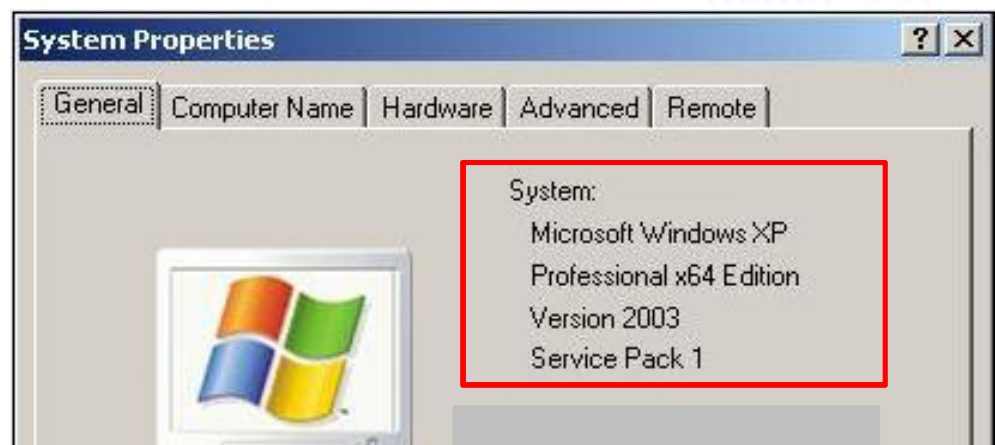 System Properties
General Computer Name Hardware Advanced Remote
System:
Microsoft Windows XP
Professional x64 Edition
Version 2003
Service Pack 1